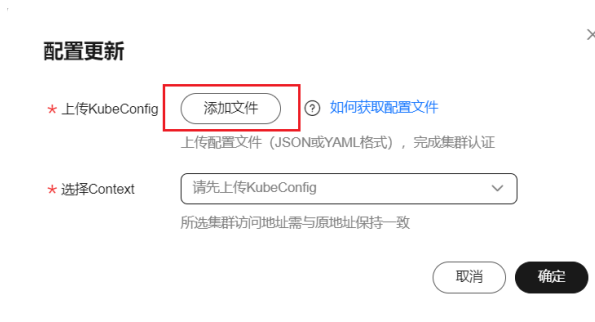 配置更新
* 上传KubeConfig 添加文件 ? 如何获取配置文件
上传配置文件（JSON或YAML格式），完成集群认证
* 选择Context 请先上传KubeConfig
所选集群访问地址需与原地址保持一致
取消 确定